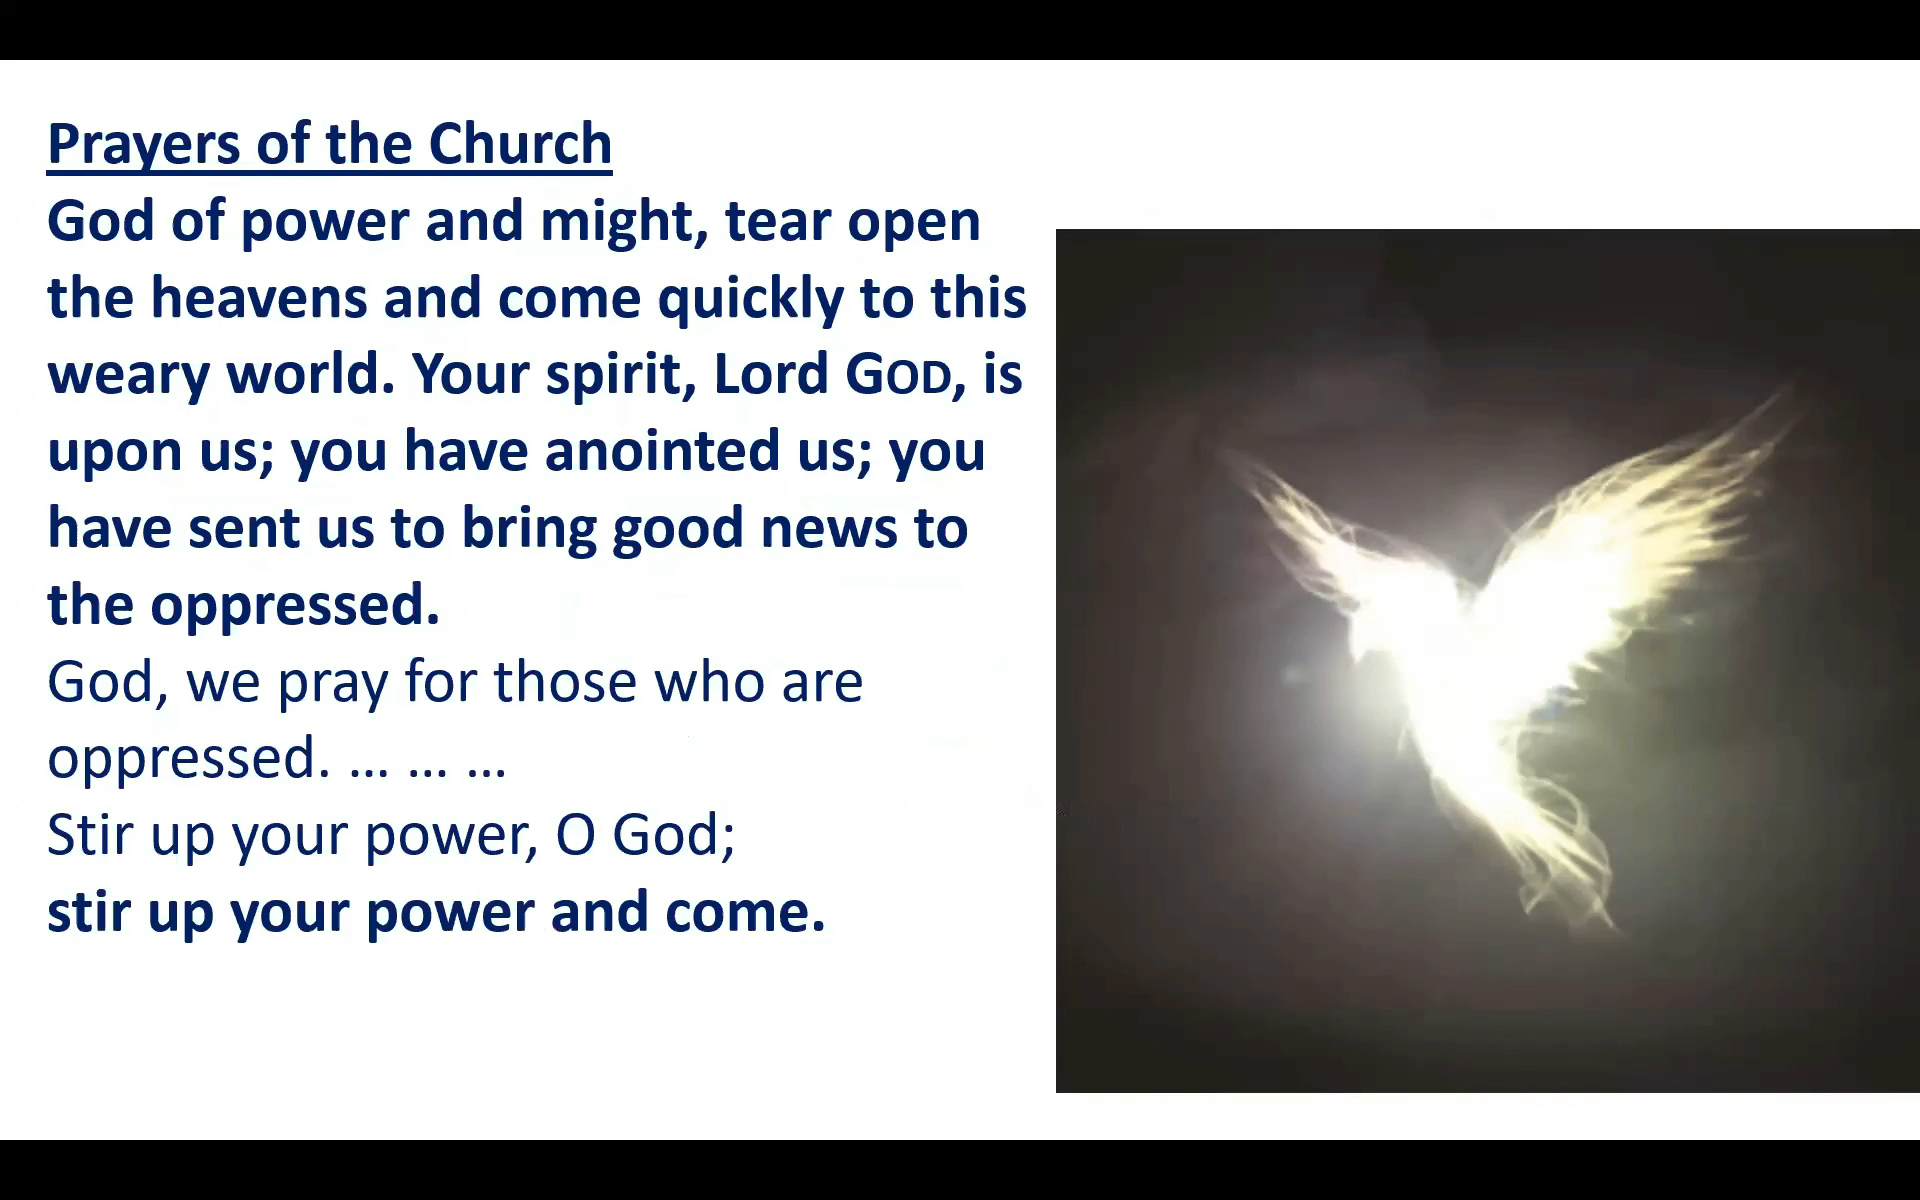 Prayers of the Church
God of power and might, tear open
the heavens and come quickly to this
weary world. Your spirit, Lord GOD, is
upon us; you have anointed us; you
have sent us to bring good news to
the oppressed.
God, we pray for those who are
oppressed. … … …
Stir up your power, O God;
stir up your power and come.